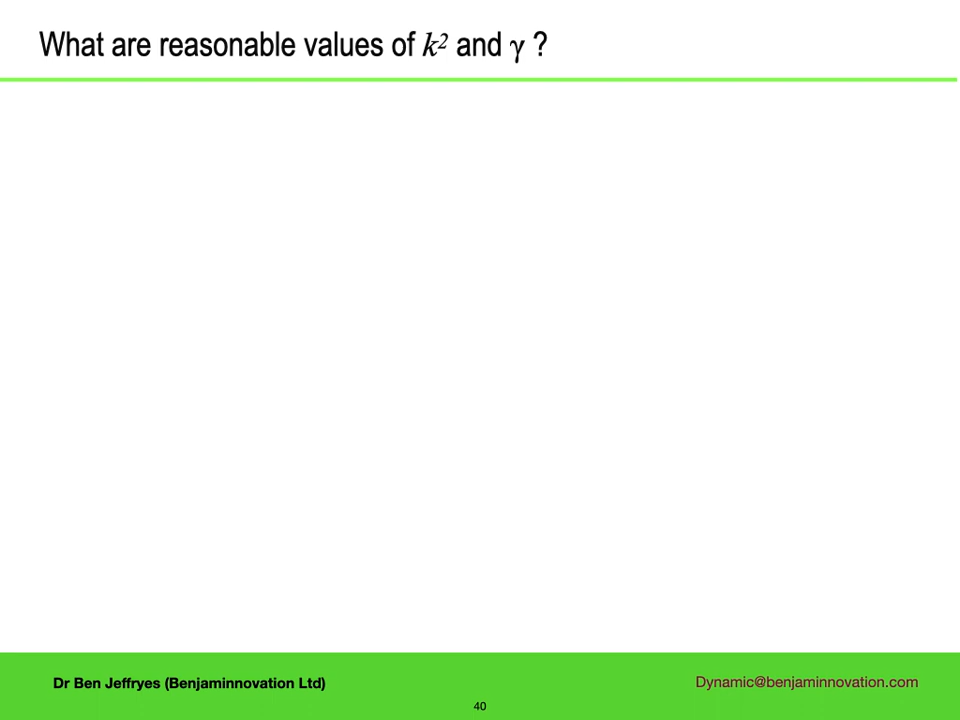 What are reasonable values of k² and γ ?
Dr Ben Jeffryes (Benjaminnovation Ltd)
Dynamic@benjaminnovation.com
40